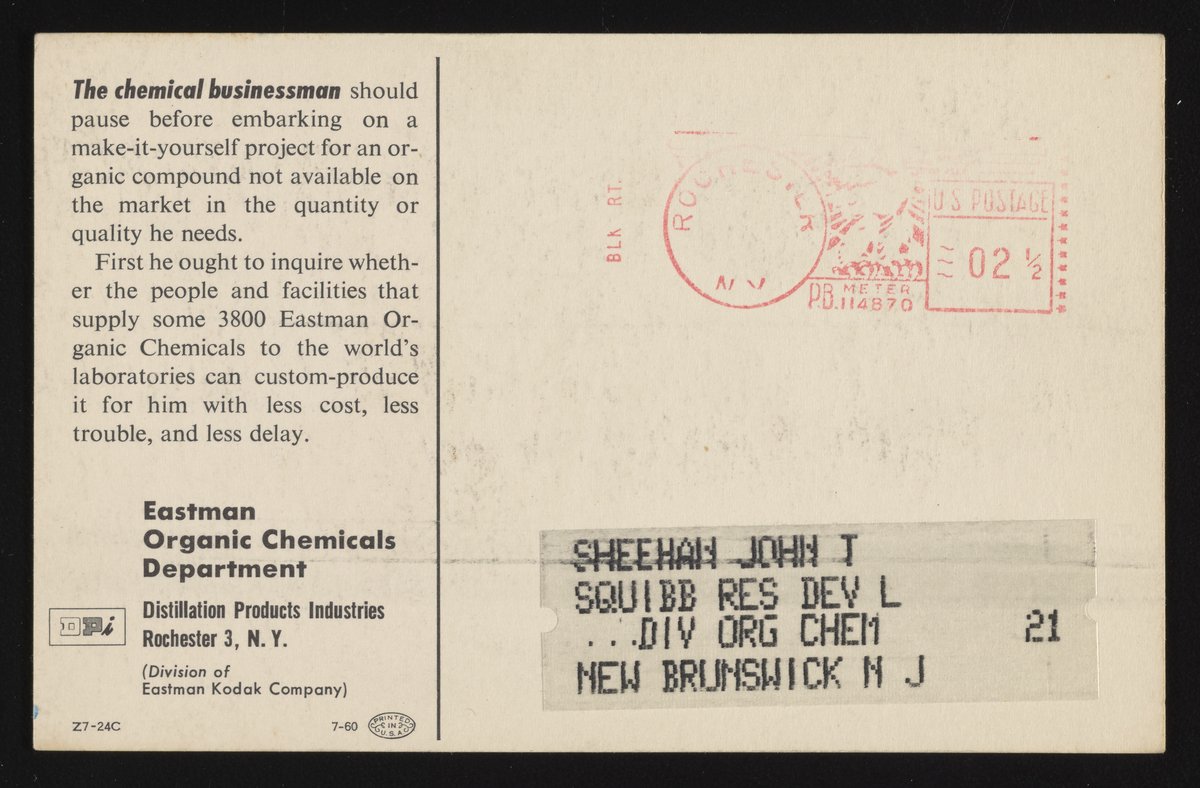 The chemical businessman should
pause before embarking on a
make-it-yourself project for an or-
ganic compound not available on
the market in the quantity or
quality he needs.
First he ought to inquire wheth-
er the people and facilities that
supply some 3800 Eastman Or-
ganic Chemicals to the world's
laboratories can custom-produce
it for him with less cost, less
trouble, and less delay.
Eastman
Organic Chemicals
Department
DPi
Distillation Products Industries
Rochester 3, N. Y.
(Division of
Eastman Kodak Company)
Z7-24C
7-60
PRINTED
IN
U.S.A.
BLK RT.
ROCHESTER
N.Y.
U.S. POSTAGE
02 ½
P.B. METER
114870
SHEEHAN JOHN T
SQUIBB RES DEV L
...DIV ORG CHEM 21
NEW BRUNSWICK N J